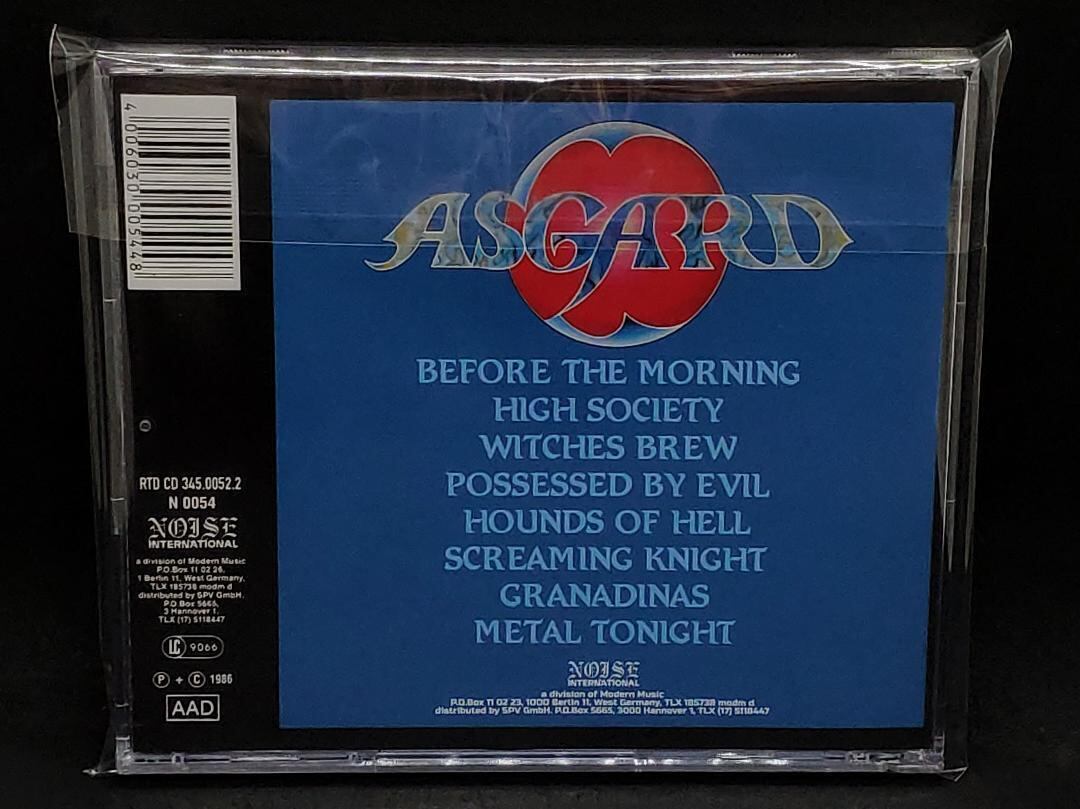 4 006030 005448
RTD CD 345.0052.2
N 0054
NOISE
INTERNATIONAL
a division of Modern Music
P.O.Box 11 02 26,
1 Berlin 11, West Germany,
TLX 185738 modm d
distributed by SPV GmbH.
P.O Box 5665,
3 Hannover 1,
TLX (17) 5118447
LC 9066
P + C 1986
AAD
ASGARD
BEFORE THE MORNING
HIGH SOCIETY
WITCHES BREW
POSSESSED BY EVIL
HOUNDS OF HELL
SCREAMING KNIGHT
GRANADINAS
METAL TONIGHT
NOISE
INTERNATIONAL
a division of Modern Music
P.O.Box 11 02 23, 1000 Berlin 11, West Germany, TLX 185738 modm d
distributed by SPV GmbH. P.O.Box 5665, 3000 Hannover 1, TLX (17) 5118447